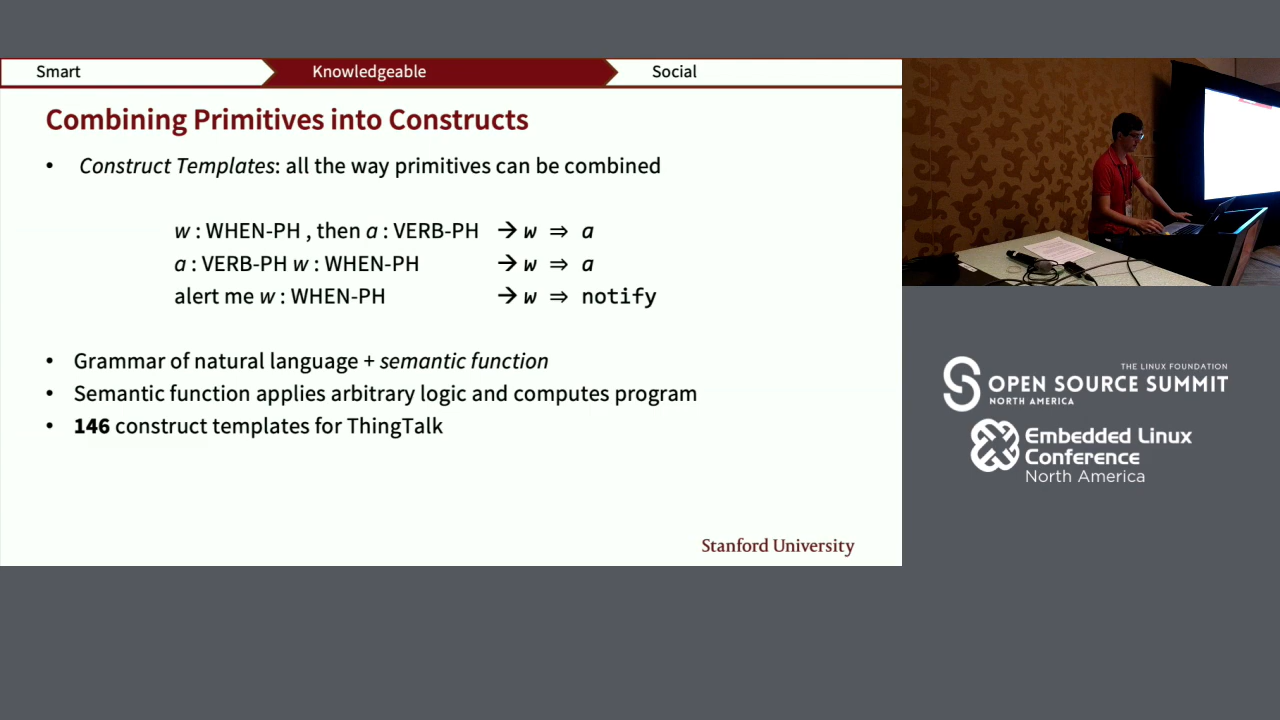 Smart Knowledgeable Social
Combining Primitives into Constructs
• Construct Templates: all the way primitives can be combined
w : WHEN-PH , then a : VERB-PH → w ⇒ a
a : VERB-PH w : WHEN-PH → w ⇒ a
alert me w : WHEN-PH → w ⇒ notify
• Grammar of natural language + semantic function
• Semantic function applies arbitrary logic and computes program
• 146 construct templates for ThingTalk
Stanford University
THE LINUX FOUNDATION
OPEN SOURCE SUMMIT
NORTH AMERICA
Embedded Linux
Conference
North America